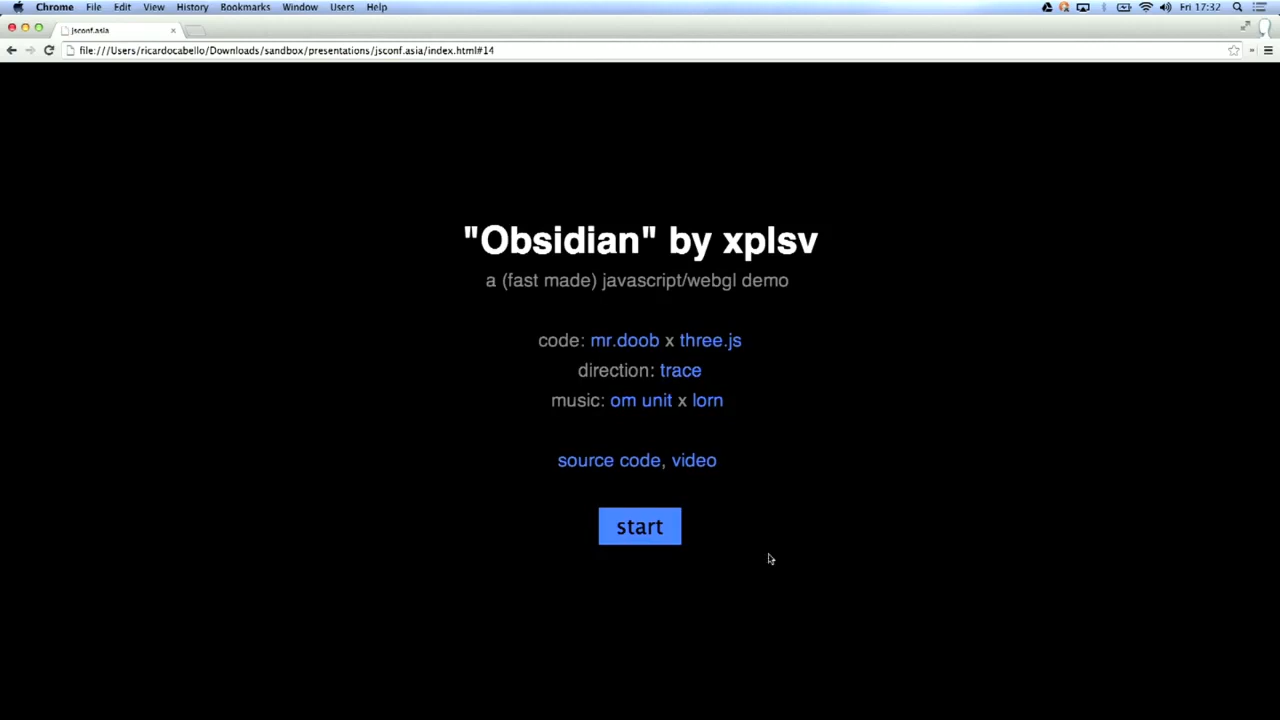 Chrome File Edit View History Bookmarks Window Users Help Fri 17:32
jsconf.asia
file:///Users/ricardocabello/Downloads/sandbox/presentations/jsconf.asia/index.html#14
"Obsidian" by xplsv
a (fast made) javascript/webgl demo
code: mr.doob x three.js
direction: trace
music: om unit x lorn
source code, video
start